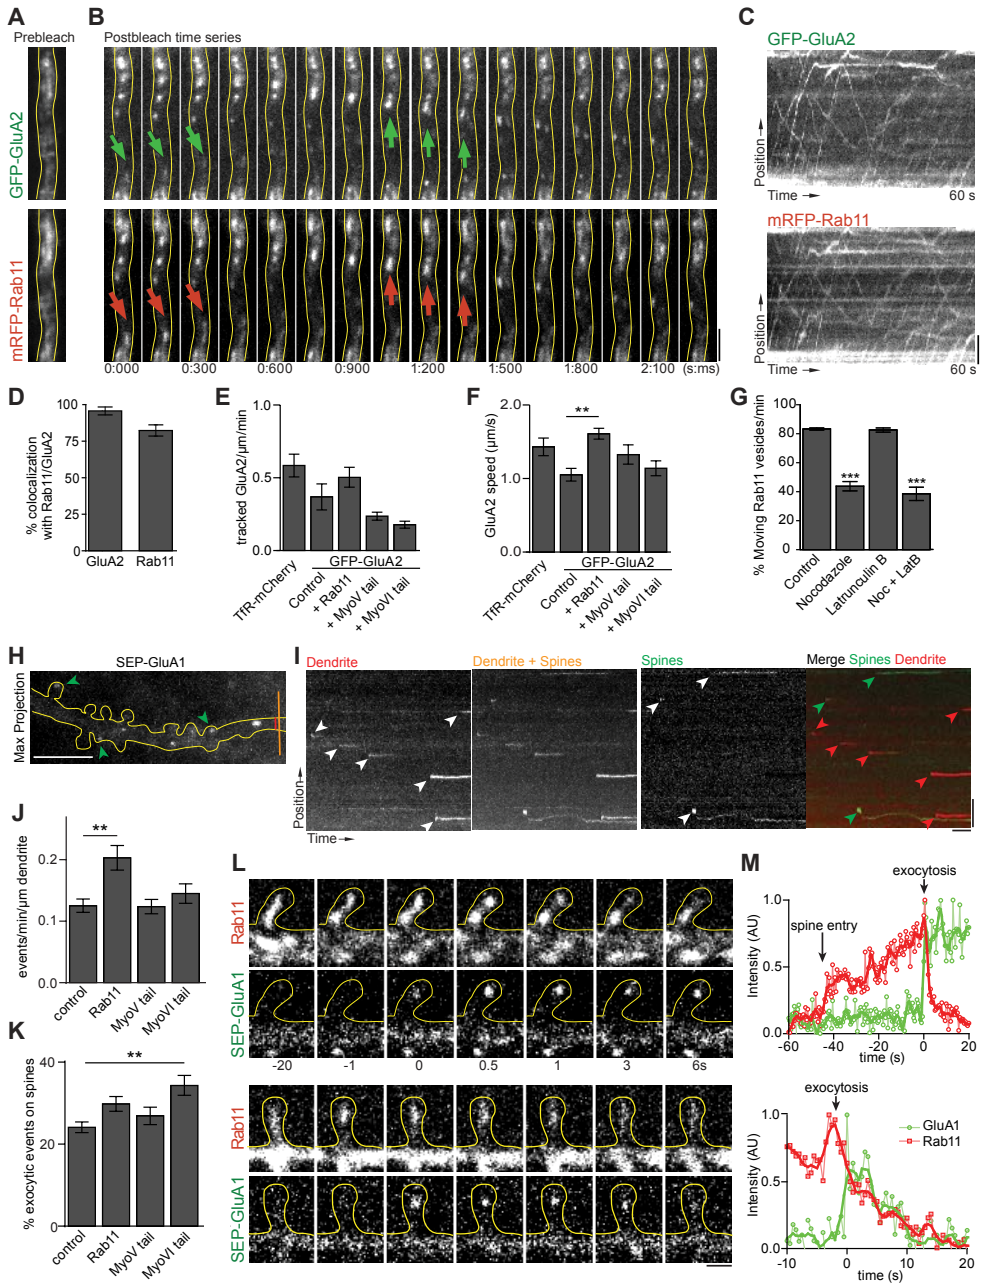 A
B
C
Prebleach
Postbleach time series
GFP-GluA2
mRFP-Rab11
0:000
0:300
0:600
0:900
1:200
1:500
1:800
2:100
(s:ms)
GFP-GluA2
Position
Time
60 s
mRFP-Rab11
Position
Time
60 s
D
% colocalization
with Rab11/GluA2
100
75
50
25
0
GluA2
Rab11
E
tracked GluA2/μm/min
1.0
0.5
0.0
TfR-mCherry
Control
+ Rab11
+ MyoV tail
+ MyoVI tail
GFP-GluA2
F
GluA2 speed (μm/s)
2.0
1.0
0.0
**
TfR-mCherry
Control
+ Rab11
+ MyoV tail
+ MyoVI tail
GFP-GluA2
G
% Moving Rab11 vesicles/min
100
80
60
40
20
0
***
***
Control
Nocodazole
Latrunculin B
Noc + LatB
H
SEP-GluA1
Max Projection
I
Dendrite
Dendrite + Spines
Spines
Merge Spines Dendrite
Position
Time
J
events/min/μm dendrite
0.2
0.1
0.0
**
control
Rab11
MyoV tail
MyoVI tail
K
% exocytic events on spines
40
20
0
**
control
Rab11
MyoV tail
MyoVI tail
L
Rab11
SEP-GluA1
-20
-1
0
0.5
1
3
6s
Rab11
SEP-GluA1
M
exocytosis
spine entry
Intensity (AU)
1.0
0.5
0.0
-60
-40
-20
0
20
time (s)
exocytosis
GluA1
Rab11
Intensity (AU)
1.0
0.5
0.0
-10
0
10
20
time (s)